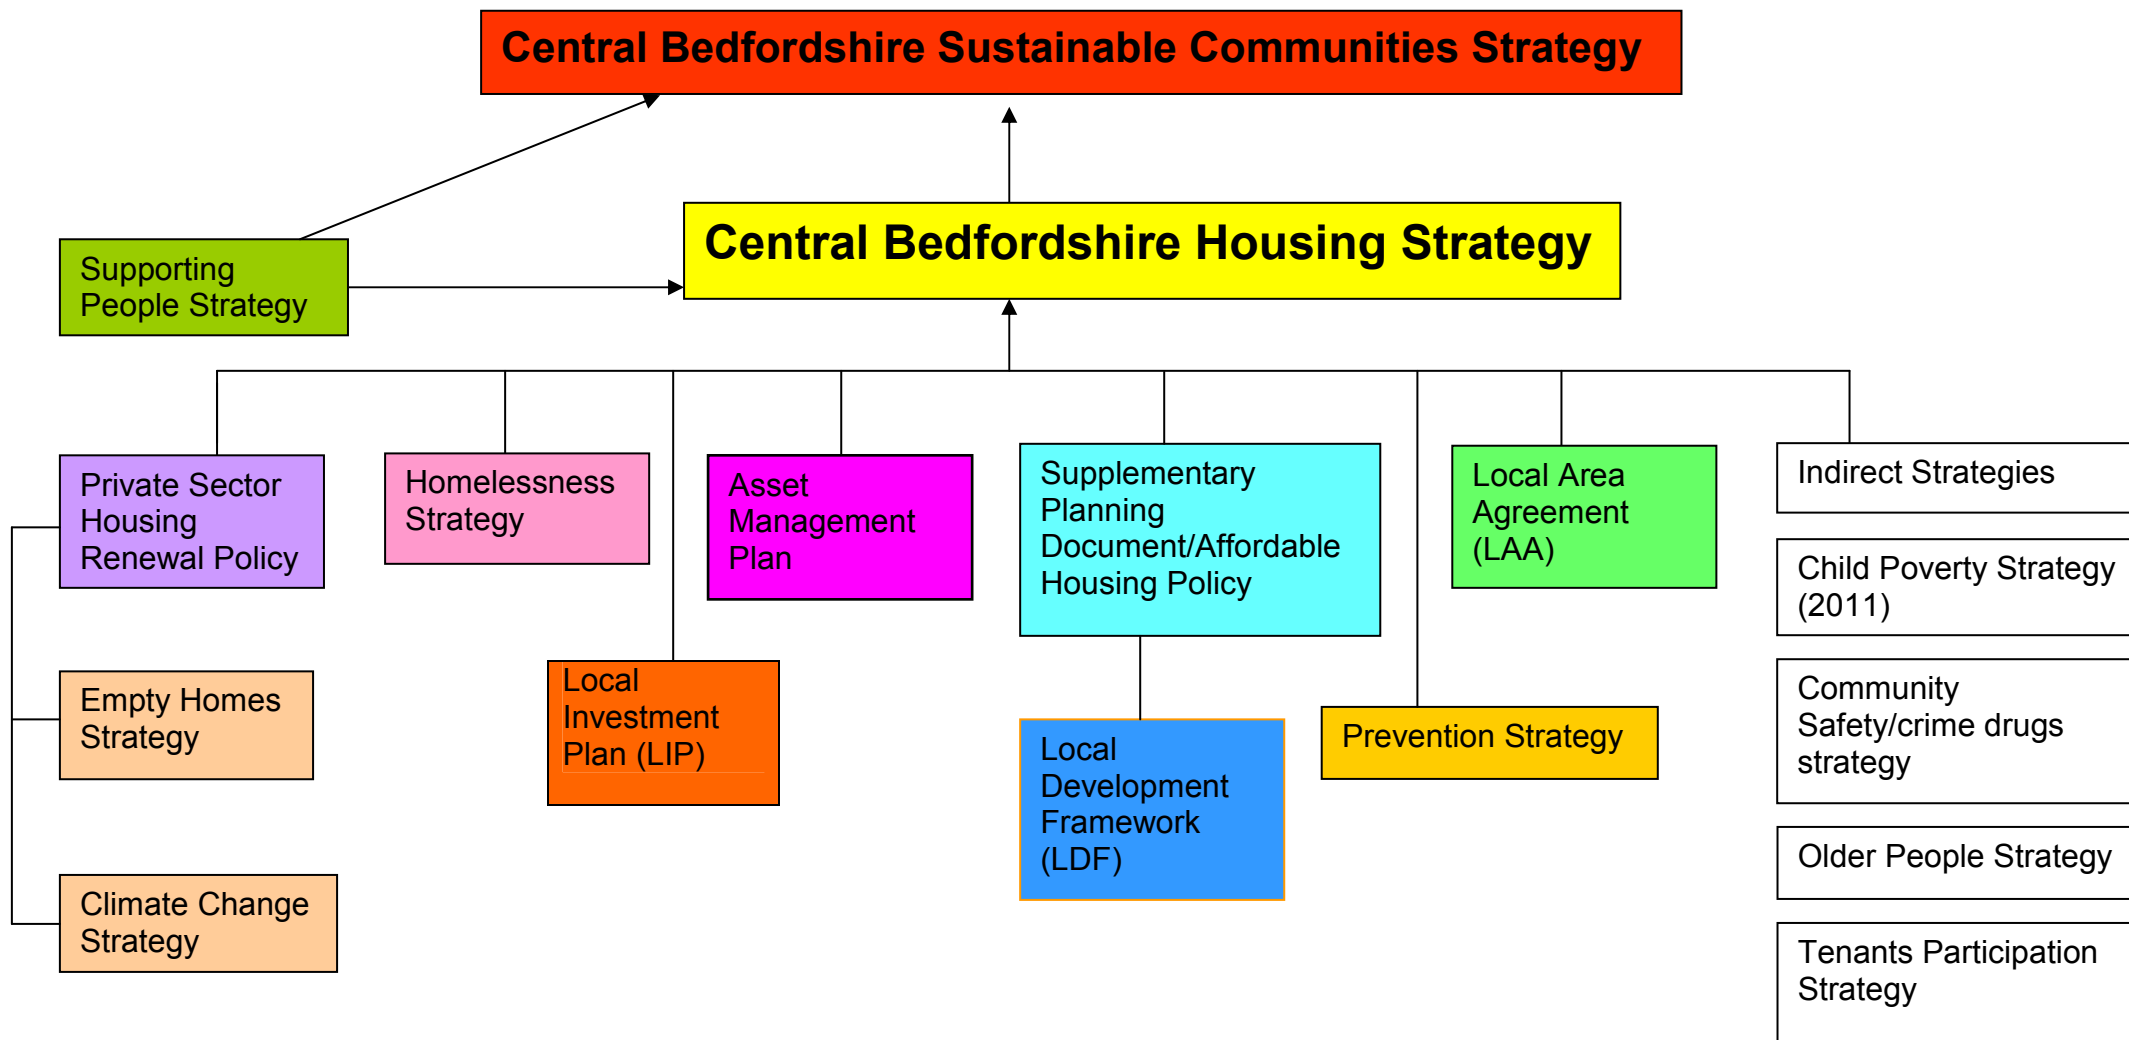 Central Bedfordshire Sustainable Communities Strategy
Central Bedfordshire Housing Strategy
Supporting
People Strategy
Private Sector
Housing
Renewal Policy
Homelessness
Strategy
Asset
Management
Plan
Supplementary
Planning
Document/Affordable
Housing Policy
Local Area
Agreement
(LAA)
Indirect Strategies
Child Poverty Strategy
(2011)
Empty Homes
Strategy
Local
Investment
Plan (LIP)
Local
Development
Framework
(LDF)
Prevention Strategy
Community
Safety/crime drugs
strategy
Older People Strategy
Climate Change
Strategy
Tenants Participation
Strategy